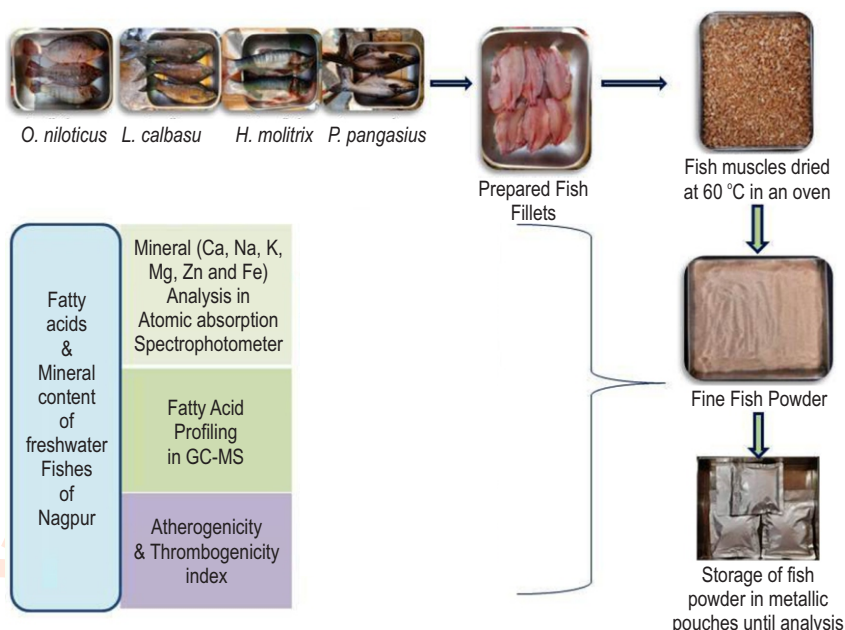 O. niloticus L. calbasu H. molitrix P. pangasius
Prepared Fish
Fillets
Fish muscles dried
at 60 °C in an oven
Fatty
acids
&
Mineral
content
of
freshwater
Fishes
of
Nagpur
Mineral (Ca, Na, K,
Mg, Zn and Fe)
Analysis in
Atomic absorption
Spectrophotometer
Fatty Acid
Profiling
in GC-MS
Atherogenicity
& Thrombogenicity
index
Fine Fish Powder
Storage of fish
powder in metallic
pouches until analysis